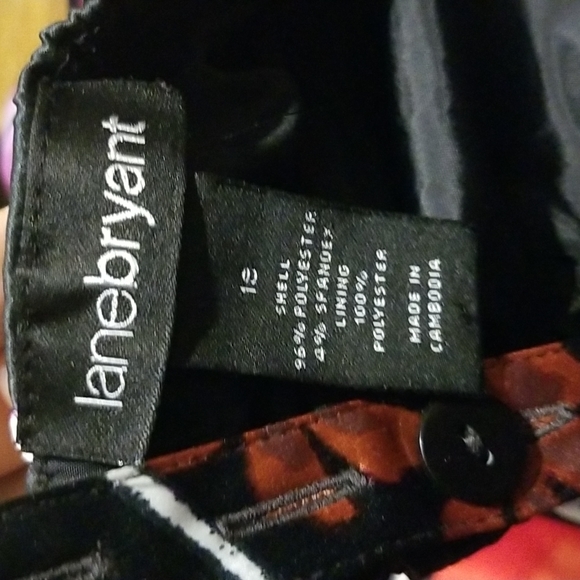 lanebryant
18
SHELL
96% POLYESTER
4% SPANDEX
LINING
100%
POLYESTER
MADE IN
CAMBODIA